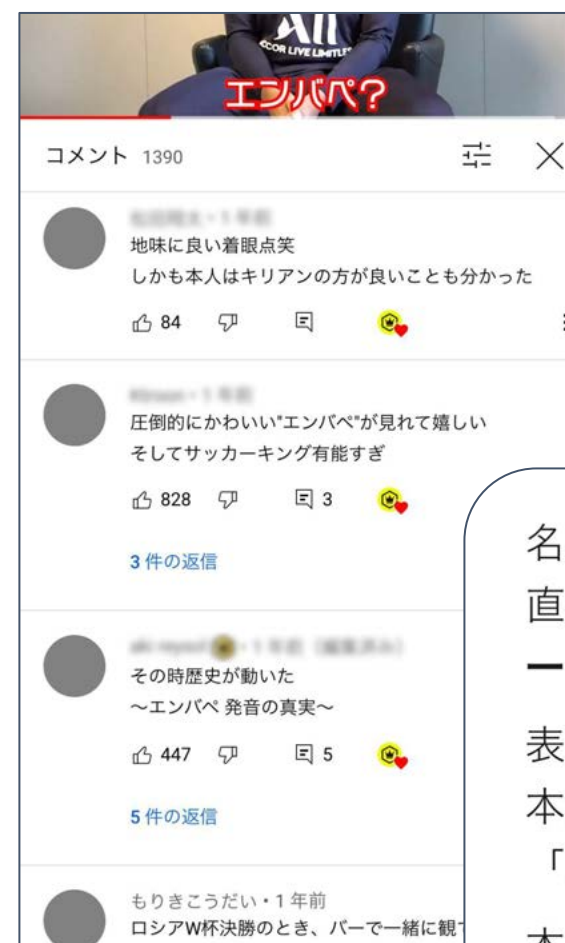 All
ECOR LIVE LIMITLE
エンバペ？
コメント 1390
地味に良い着眼点笑
しかも本人はキリアンの方が良いことも分かった
84
圧倒的にかわいい"エンバペ"が見れて嬉しい
そしてサッカーキング有能すぎ
828 3
3 件の返信
その時歴史が動いた
～エンバペ 発音の真実～
447 5
5 件の返信
もりきこうだい・1 年前
ロシアW杯決勝のとき、バーで一緒に観
名
直
ー
表
本
「